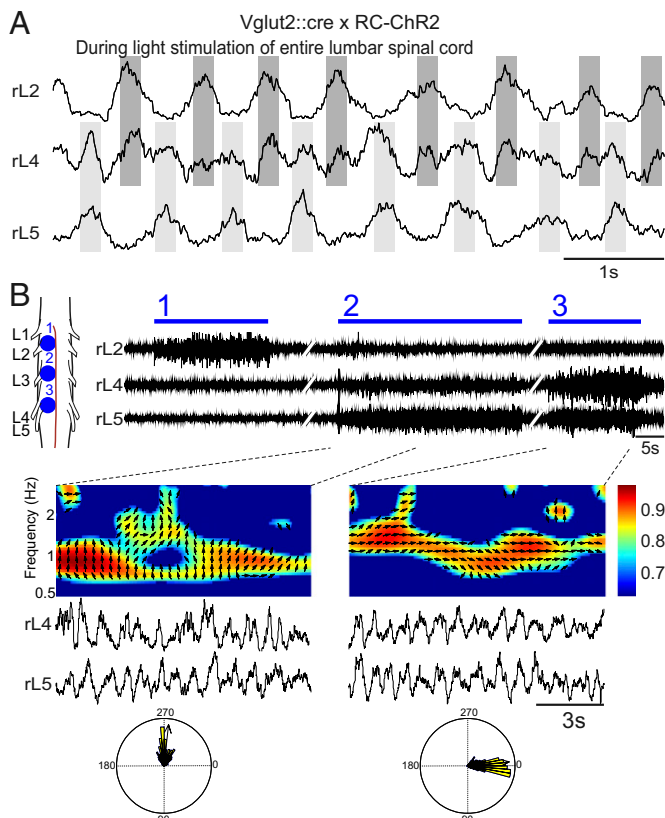 A
Vglut2::cre x RC-ChR2
During light stimulation of entire lumbar spinal cord
rL2
rL4
rL5
1s
B
1
2
3
L1
L2
L3
L4
L5
1
2
3
rL2
rL4
rL5
5s
Frequency (Hz)
2
1
0.5
0.9
0.8
0.7
rL4
rL5
3s
270
180
0
270
180
0